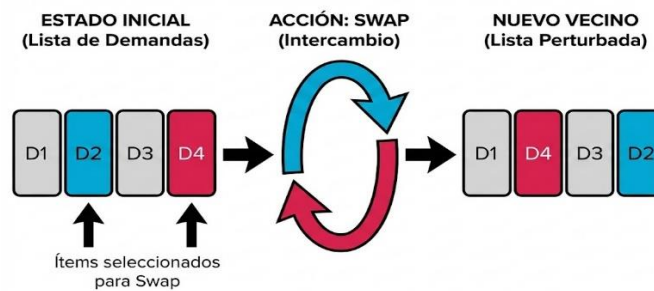 ESTADO INICIAL
(Lista de Demandas)
ACCIÓN: SWAP
(Intercambio)
NUEVO VECINO
(Lista Perturbada)
D1 D2 D3 D4
D1 D4 D3 D2
Ítems seleccionados
para Swap